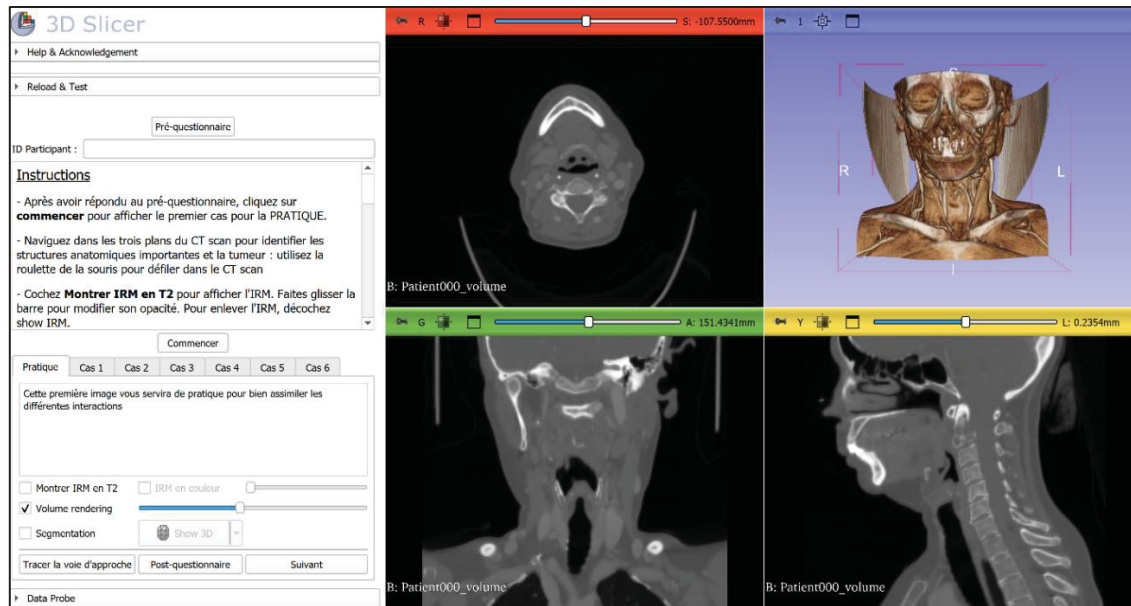 3D Slicer
Help & Acknowledgement
Reload & Test
Pré-questionnaire
ID Participant :
Instructions
- Après avoir répondu au pré-questionnaire, cliquez sur
commencer pour afficher le premier cas pour la PRATIQUE.
- Naviguez dans les trois plans du CT scan pour identifier les
structures anatomiques importantes et la tumeur : utilisez la
roulette de la souris pour défiler dans le CT scan
- Cochez Montrer IRM en T2 pour afficher l'IRM. Faites glisser la
barre pour modifier son opacité. Pour enlever l'IRM, décochez
show IRM.
Commencer
Pratique Cas 1 Cas 2 Cas 3 Cas 4 Cas 5 Cas 6
Cette première image vous servira de pratique pour bien assimiler les
différentes interactions
Montrer IRM en T2 IRM en couleur
Volume rendering
Segmentation Show 3D
Tracer la voie d'approche Post-questionnaire Suivant
Data Probe
R S: -107.5500mm
B: Patient000_volume
1
S
R L
I
G A: 151.4341mm
B: Patient000_volume
Y L: 0.2354mm
B: Patient000_volume